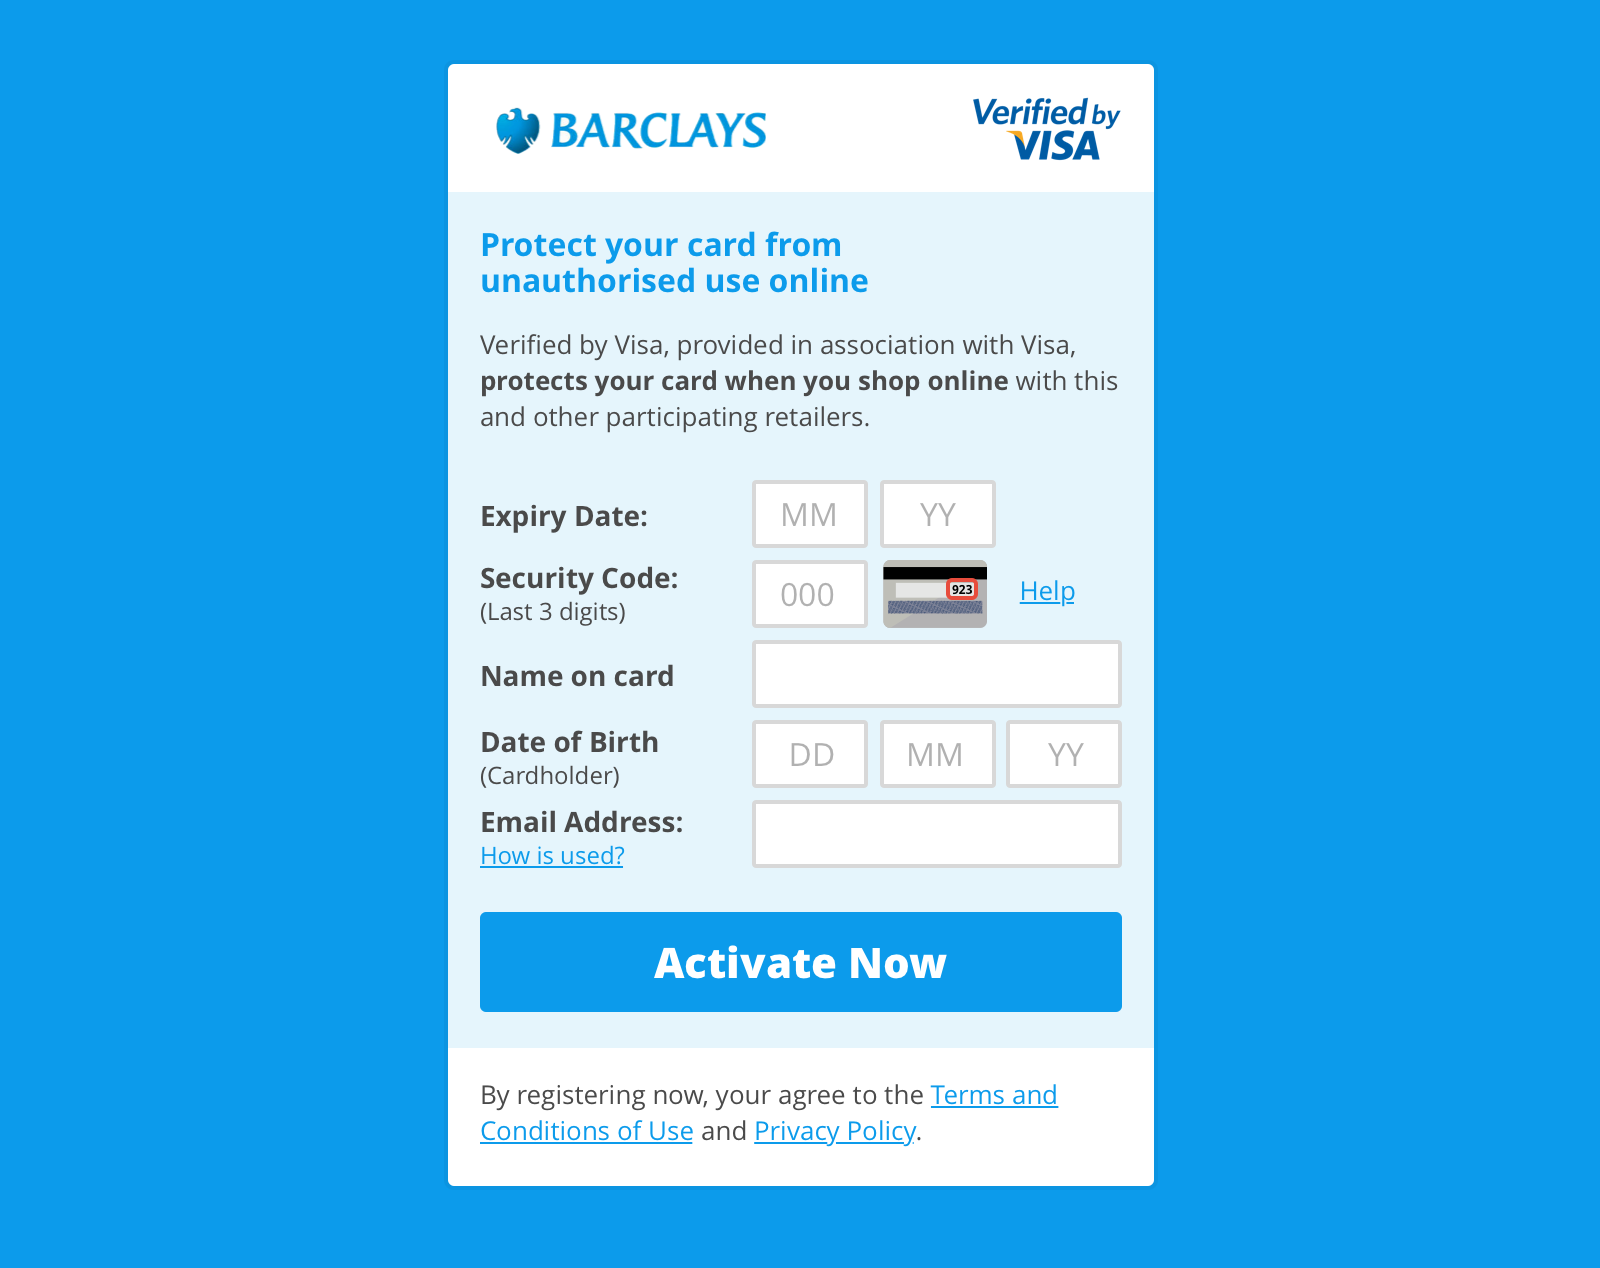 BARCLAYS
Verified by
VISA
Protect your card from
unauthorised use online
Verified by Visa, provided in association with Visa,
protects your card when you shop online with this
and other participating retailers.
Expiry Date:
MM YY
Security Code:
(Last 3 digits)
000
923
Help
Name on card
Date of Birth
(Cardholder)
DD MM YY
Email Address:
How is used?
Activate Now
By registering now, your agree to the Terms and
Conditions of Use and Privacy Policy.